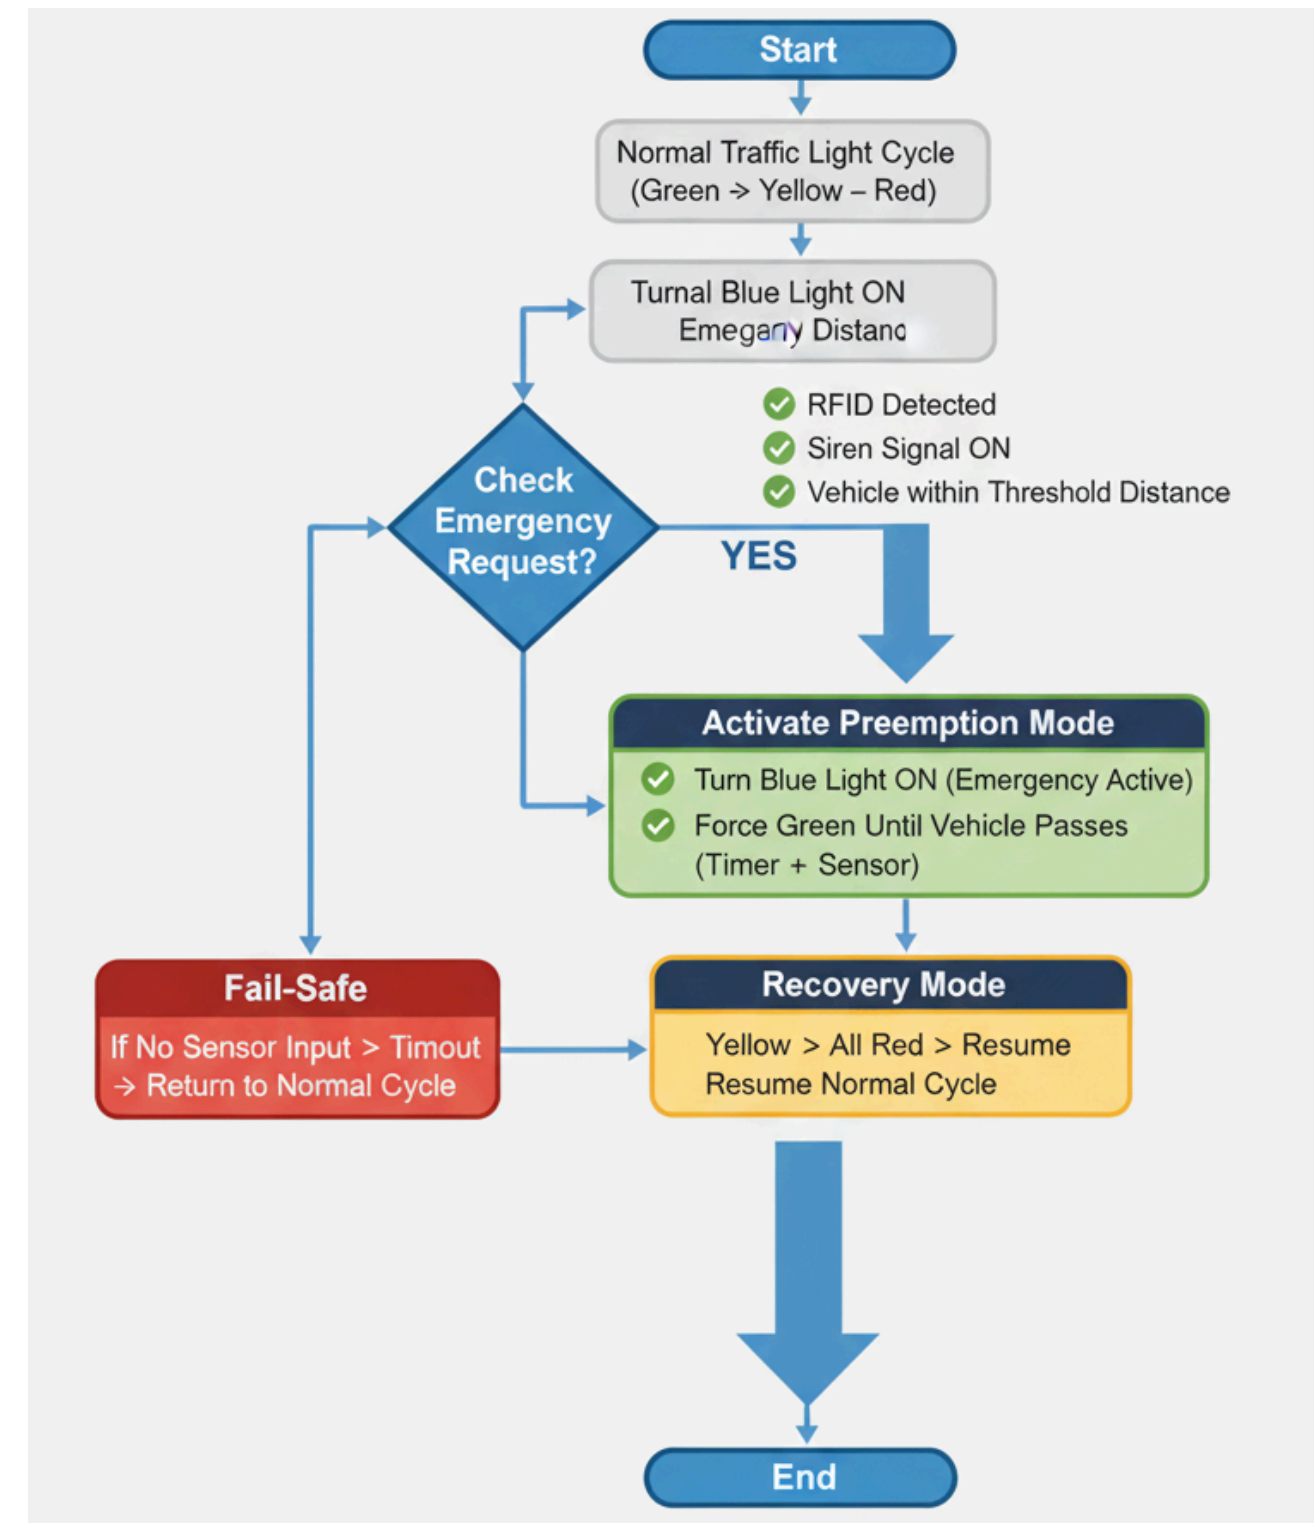 Start
Normal Traffic Light Cycle
(Green → Yellow – Red)
Turnal Blue Light ON
Emegany Distanc
RFID Detected
Siren Signal ON
Vehicle within Threshold Distance
Check
Emergency
Request?
YES
Activate Preemption Mode
Turn Blue Light ON (Emergency Active)
Force Green Until Vehicle Passes
(Timer + Sensor)
Fail-Safe
If No Sensor Input > Timout
→ Return to Normal Cycle
Recovery Mode
Yellow > All Red > Resume
Resume Normal Cycle
End